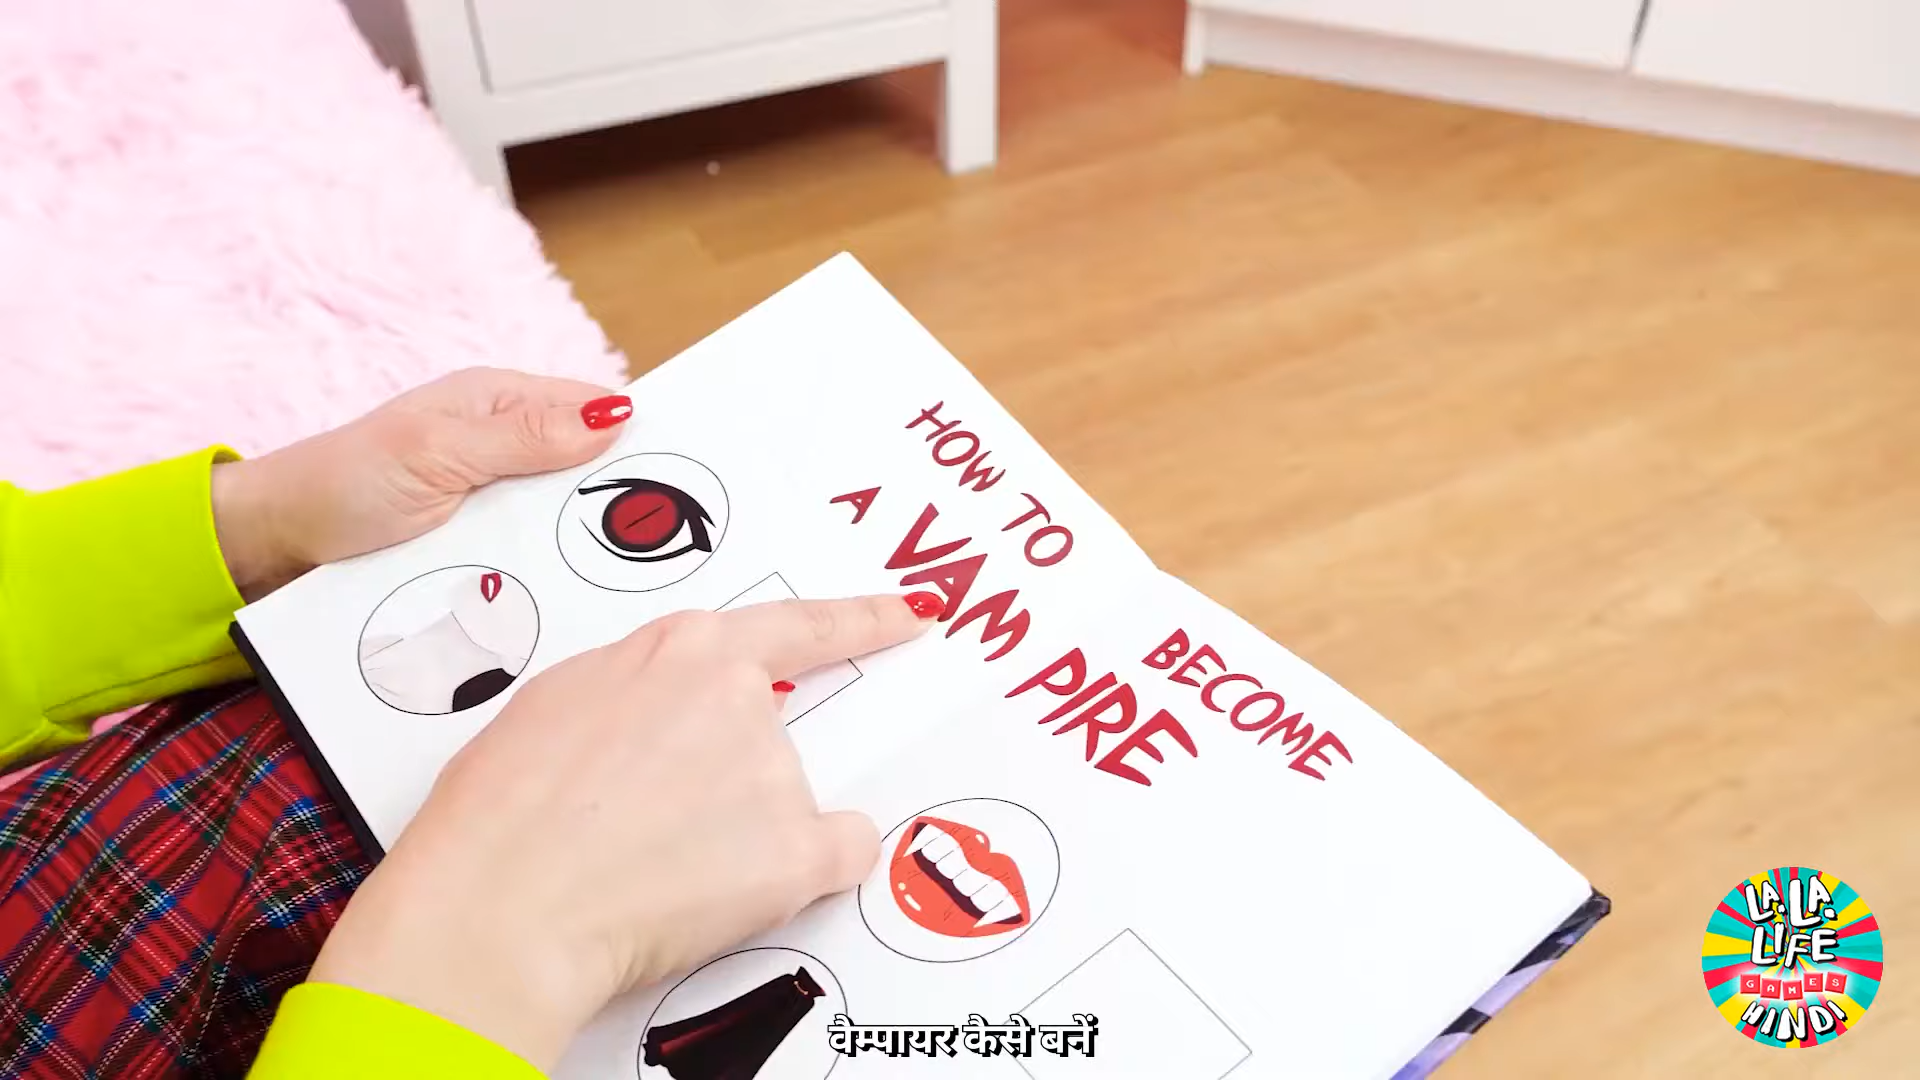 HOW TO BECOME
A VAMPIRE
वैम्पायर कैसे बनें
LA. LA.
LIFE
GAMES
HINDI